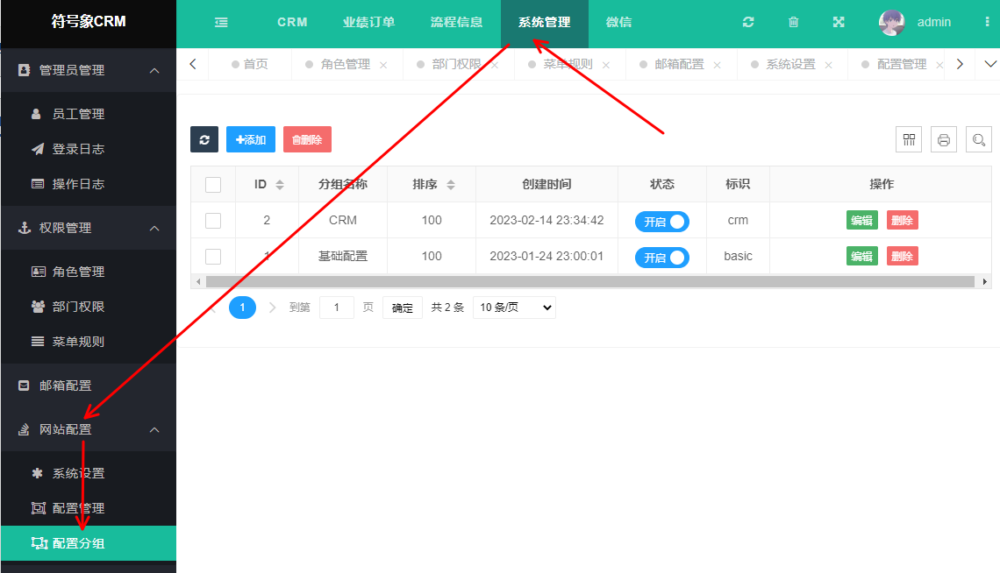 符号象CRM
CRM 业绩订单 流程信息 系统管理 微信 admin
首页 角色管理 部门权限 菜单规则 邮箱配置 系统设置 配置管理
管理员管理
员工管理
登录日志
操作日志
权限管理
角色管理
部门权限
菜单规则
邮箱配置
网站配置
系统设置
配置管理
配置分组
添加 删除
ID 分组名称 排序 创建时间 状态 标识 操作
2 CRM 100 2023-02-14 23:34:42 开启 crm 编辑 删除
1 基础配置 100 2023-01-24 23:00:01 开启 basic 编辑 删除
1 到第 1 页 确定 共 2 条 10 条/页